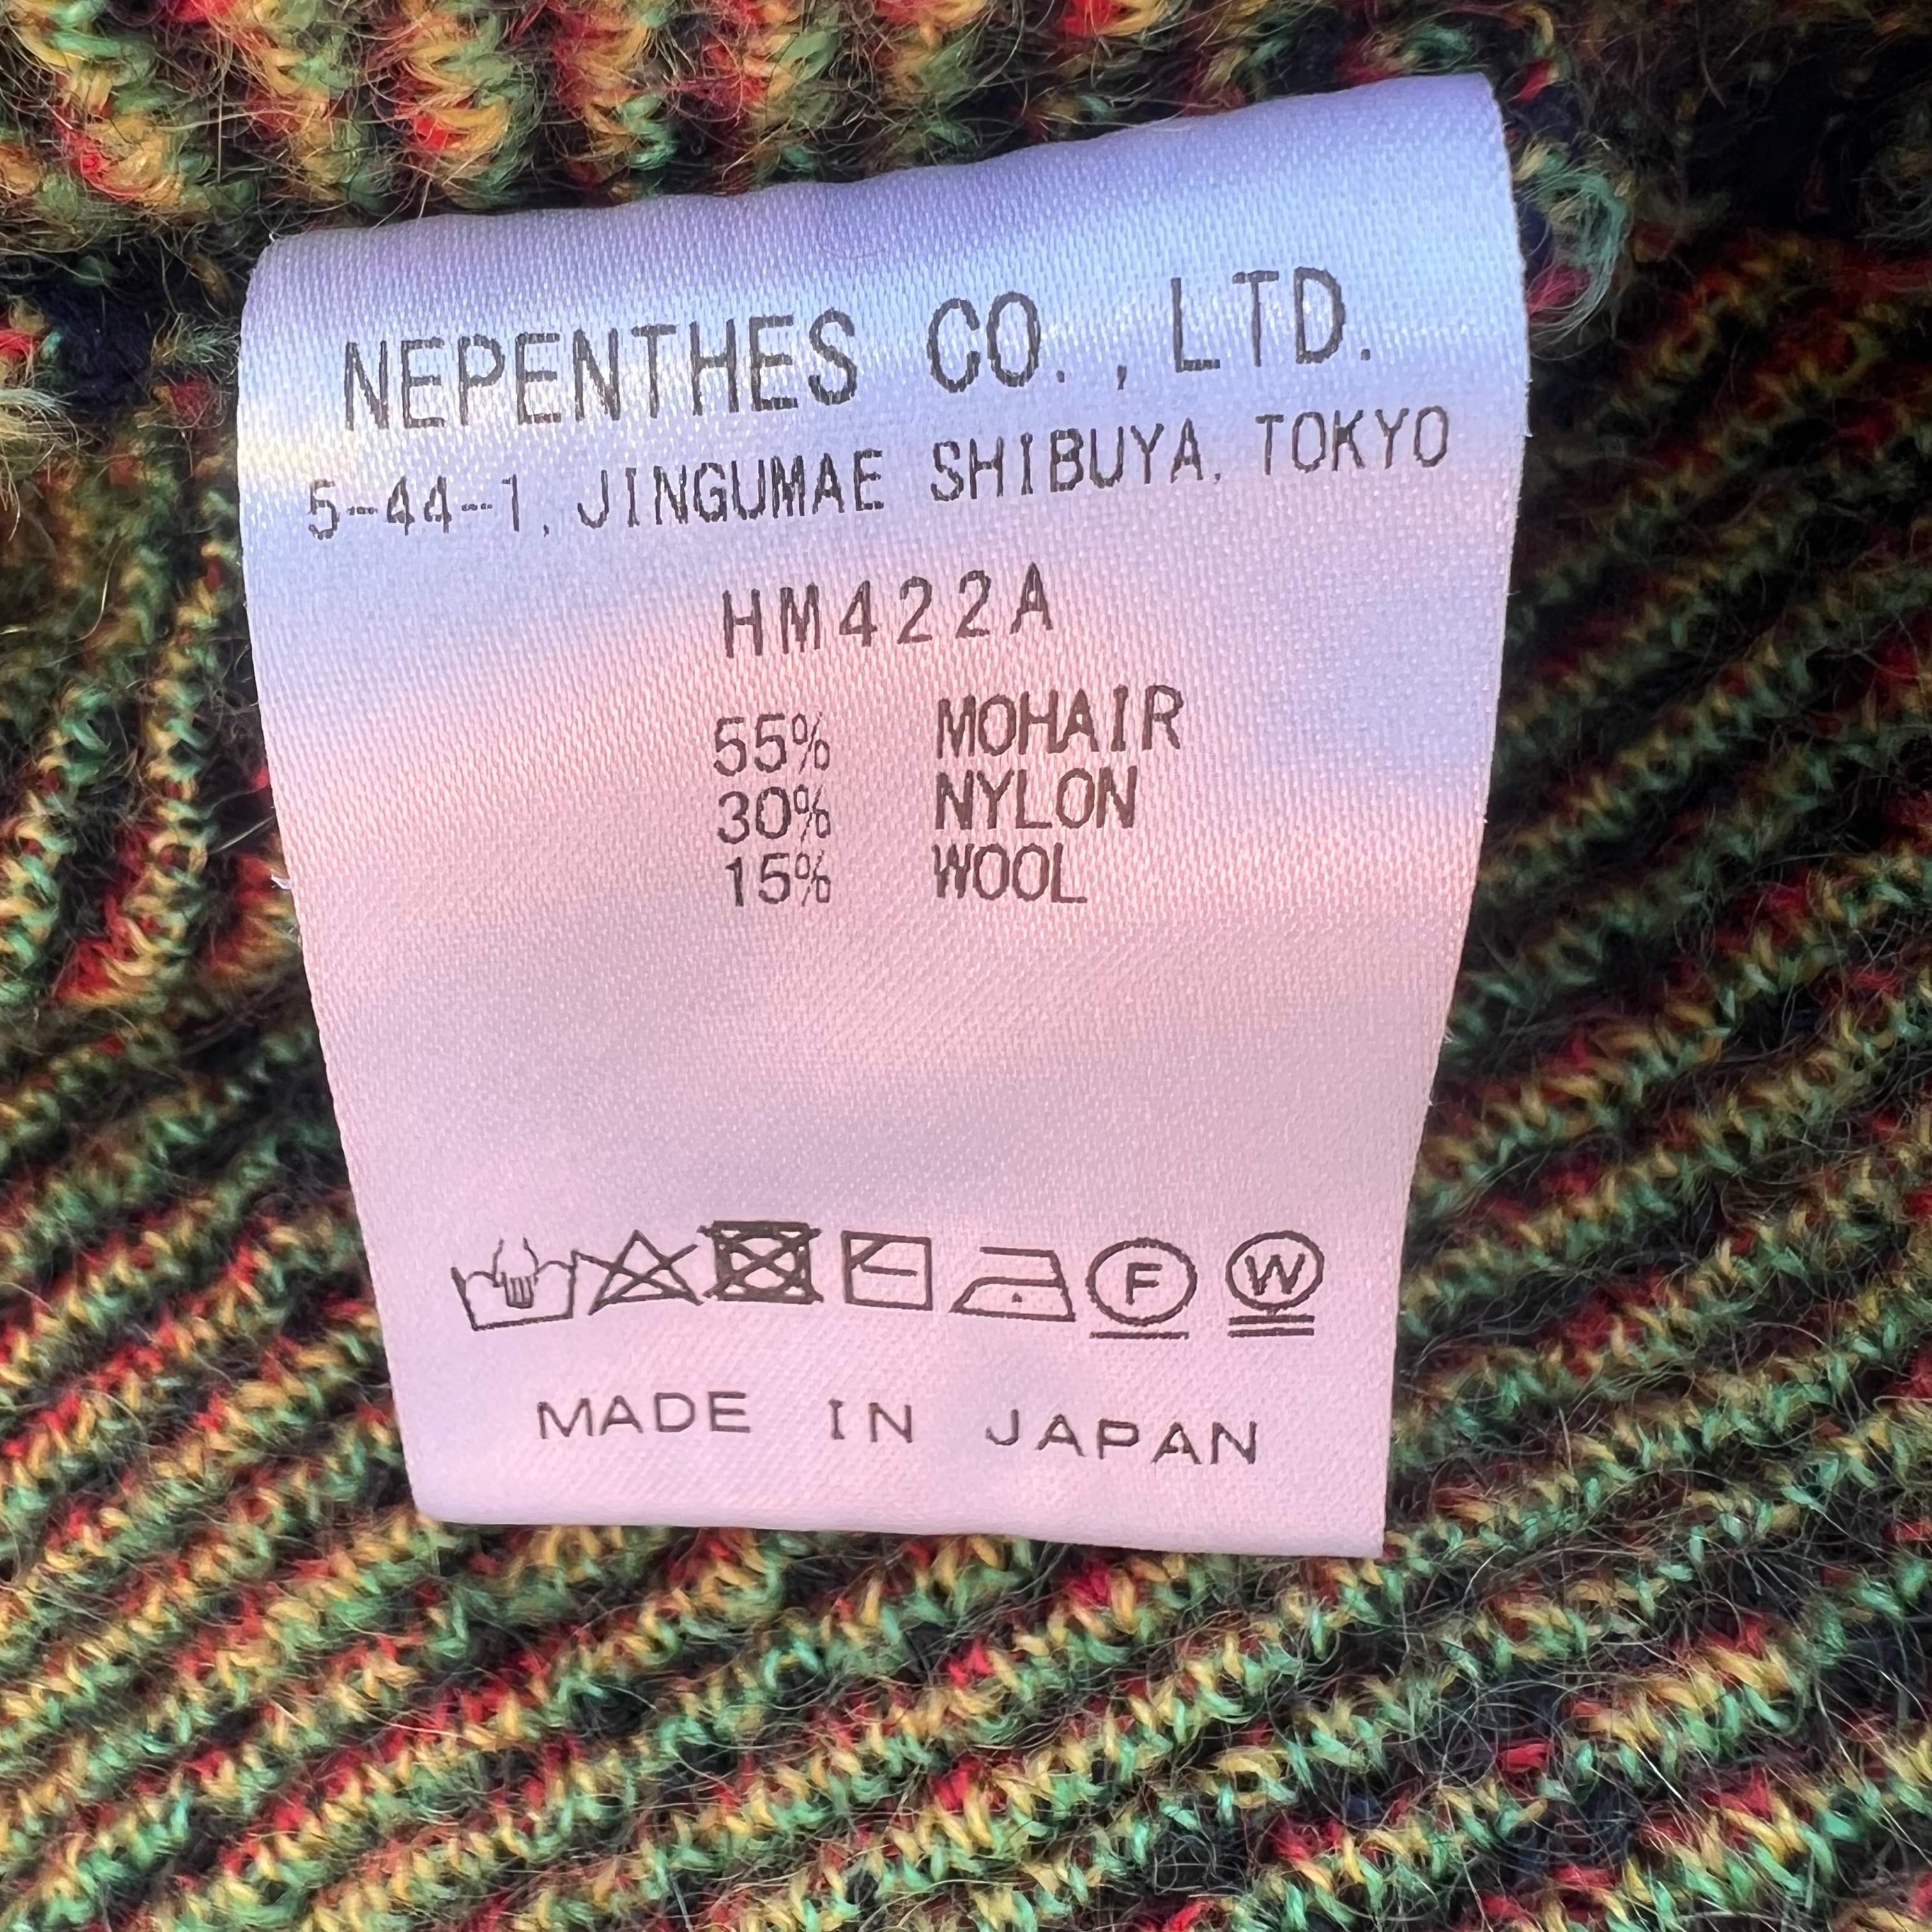 NEPENTHES CO., LTD.
5-44-1, JINGUMAE SHIBUYA, TOKYO
HM422A
55% MOHAIR
30% NYLON
15% WOOL
F W
MADE IN JAPAN